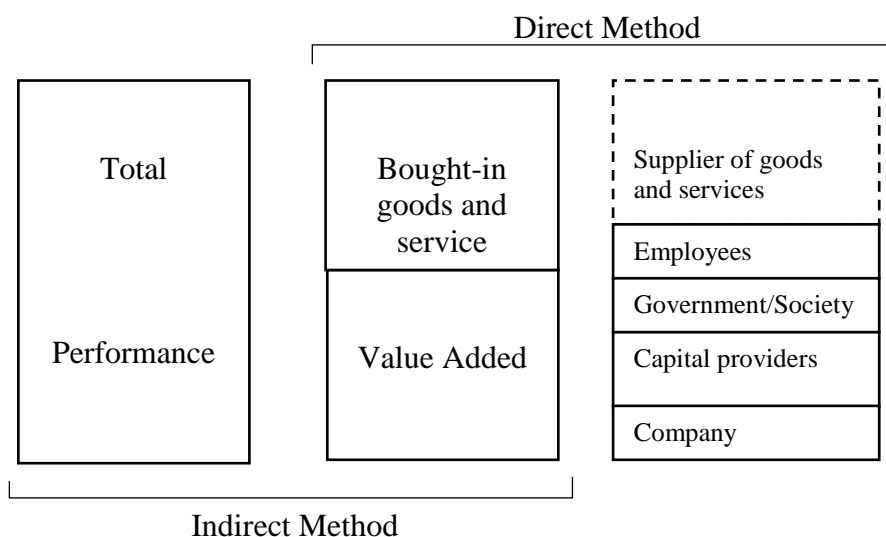 Direct Method
Total
Performance
Bought-in
goods and
service
Value Added
Supplier of goods
and services
Employees
Government/Society
Capital providers
Company
Indirect Method